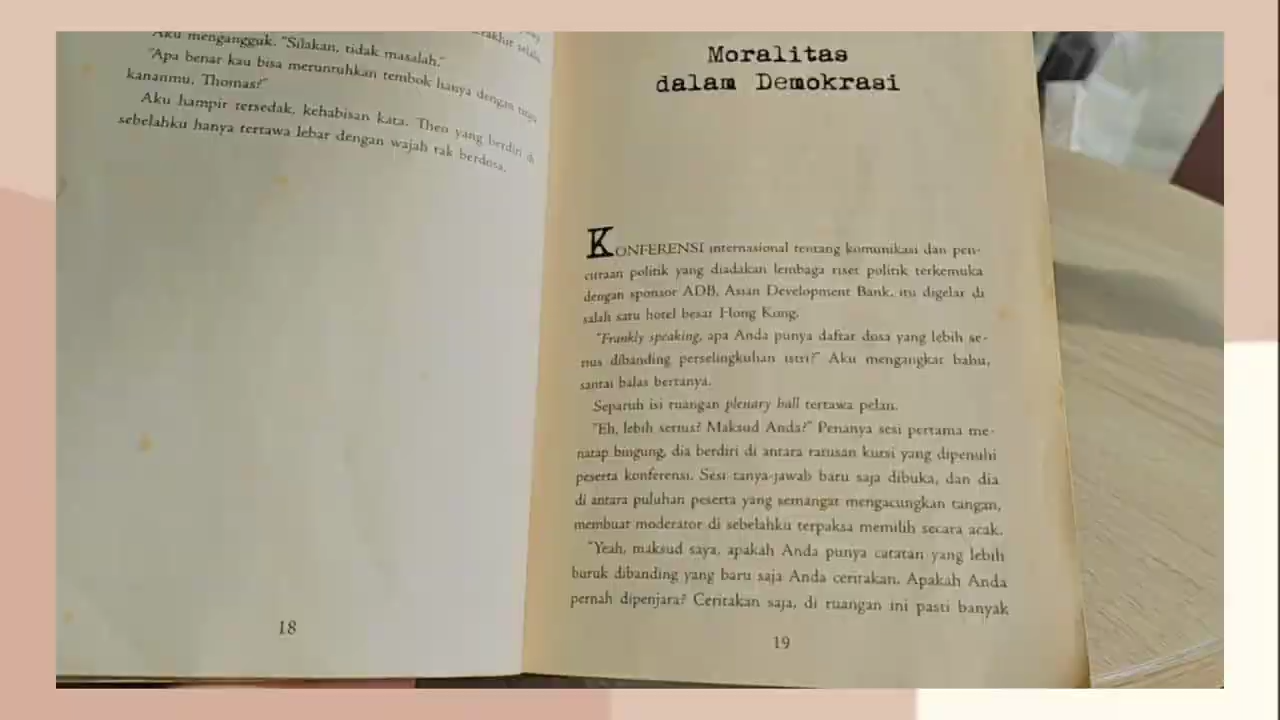 Aku mengangguk. "Silakan, tidak masalah."
"Apa benar kau bisa meruntuhkan tembok hanya dengan tinju
kananmu, Thomas?"
Aku hampir tersedak, kehabisan kata. Theo yang berdiri di
sebelahku hanya tertawa lebar dengan wajah tak berdosa.
18
Moralitas
dalam Demokrasi
KONFERENSI internasional tentang komunikasi dan pen-
citraan politik yang diadakan lembaga riset politik terkemuka
dengan sponsor ADB, Asian Development Bank, itu digelar di
salah satu hotel besar Hong Kong.
"Frankly speaking, apa Anda punya daftar dosa yang lebih se-
rius dibanding perselingkuhan istri?" Aku mengangkat bahu,
santai balas bertanya.
Separuh isi ruangan plenary hall tertawa pelan.
"Eh, lebih serius? Maksud Anda?" Penanya sesi pertama me-
natap bingung, dia berdiri di antara ratusan kursi yang dipenuhi
peserta konferensi. Sesi tanya-jawab baru saja dibuka, dan dia
di antara puluhan peserta yang semangat mengacungkan tangan,
membuat moderator di sebelahku terpaksa memilih secara acak.
"Yeah, maksud saya, apakah Anda punya catatan yang lebih
buruk dibanding yang baru saja Anda ceritakan. Apakah Anda
pernah dipenjara? Ceritakan saja, di ruangan ini pasti banyak
19